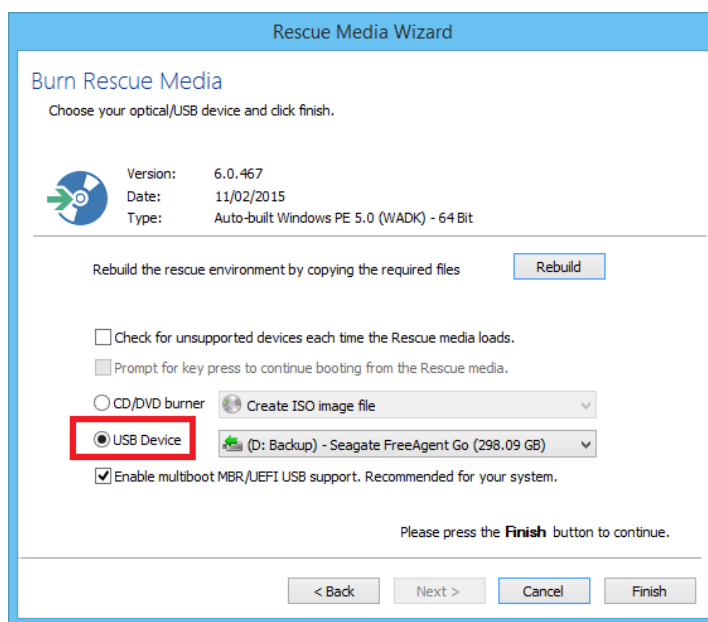 Rescue Media Wizard
Burn Rescue Media
Choose your optical/USB device and click finish.
Version: 6.0.467
Date: 11/02/2015
Type: Auto-built Windows PE 5.0 (WADK) - 64 Bit
Rebuild the rescue environment by copying the required files Rebuild
Check for unsupported devices each time the Rescue media loads.
Prompt for key press to continue booting from the Rescue media.
CD/DVD burner Create ISO image file
USB Device (D: Backup) - Seagate FreeAgent Go (298.09 GB)
Enable multiboot MBR/UEFI USB support. Recommended for your system.
Please press the Finish button to continue.
< Back Next > Cancel Finish